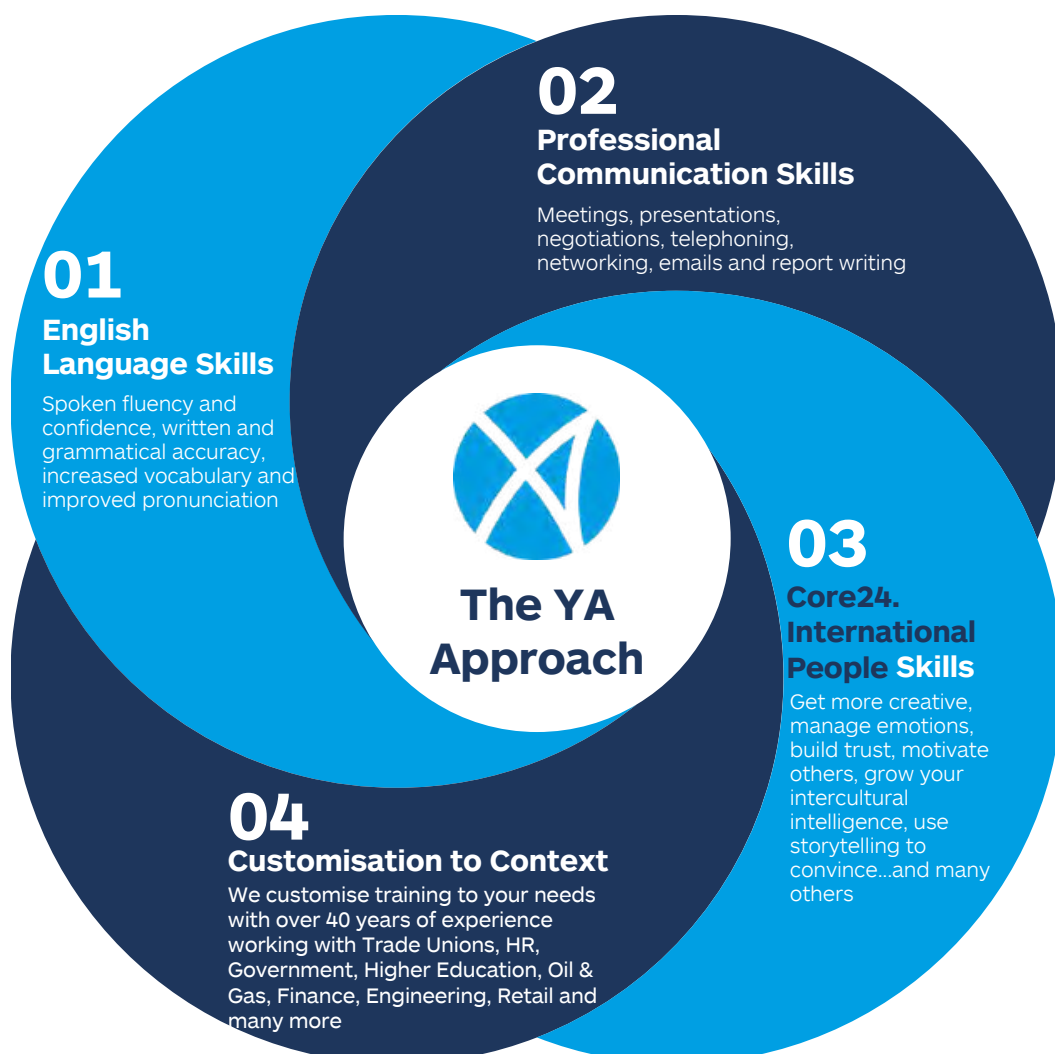 01
English
Language Skills
Spoken fluency and
confidence, written and
grammatical accuracy,
increased vocabulary and
improved pronunciation
02
Professional
Communication Skills
Meetings, presentations,
negotiations, telephoning,
networking, emails and report writing
The YA
Approach
03
Core24.
International
People Skills
Get more creative,
manage emotions,
build trust, motivate
others, grow your
intercultural
intelligence, use
storytelling to
convince...and many
others
04
Customisation to Context
We customise training to your needs
with over 40 years of experience
working with Trade Unions, HR,
Government, Higher Education, Oil &
Gas, Finance, Engineering, Retail and
many more